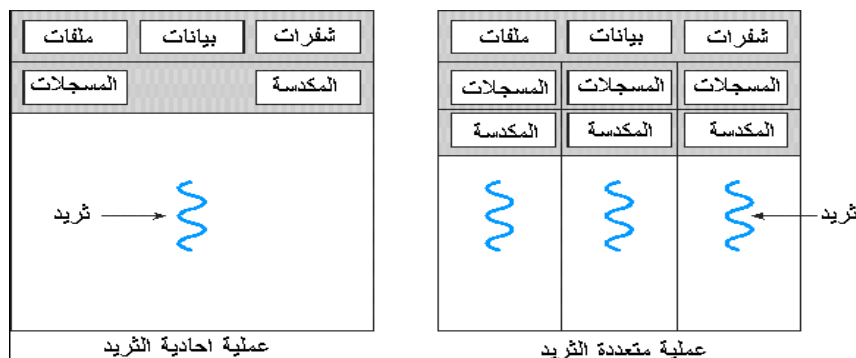 شفرات بيانات ملفات
المسجلات المسجلات المسجلات
المكدسة المكدسة المكدسة
ثريد
عملية متعددة الثريد
شفرات بيانات ملفات
المكدسة المسجلات
ثريد
عملية احادية الثريد